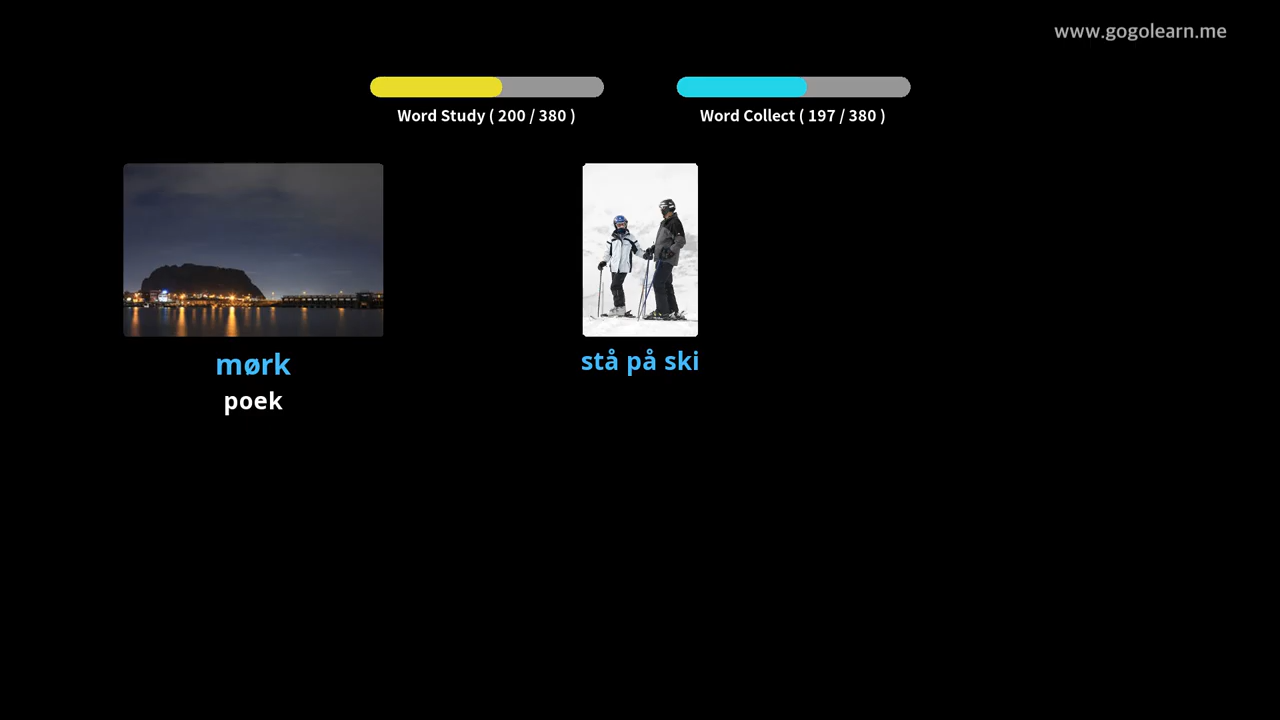 www.gogolearn.me
Word Study ( 200 / 380 )
Word Collect ( 197 / 380 )
mørk
poek
stå på ski